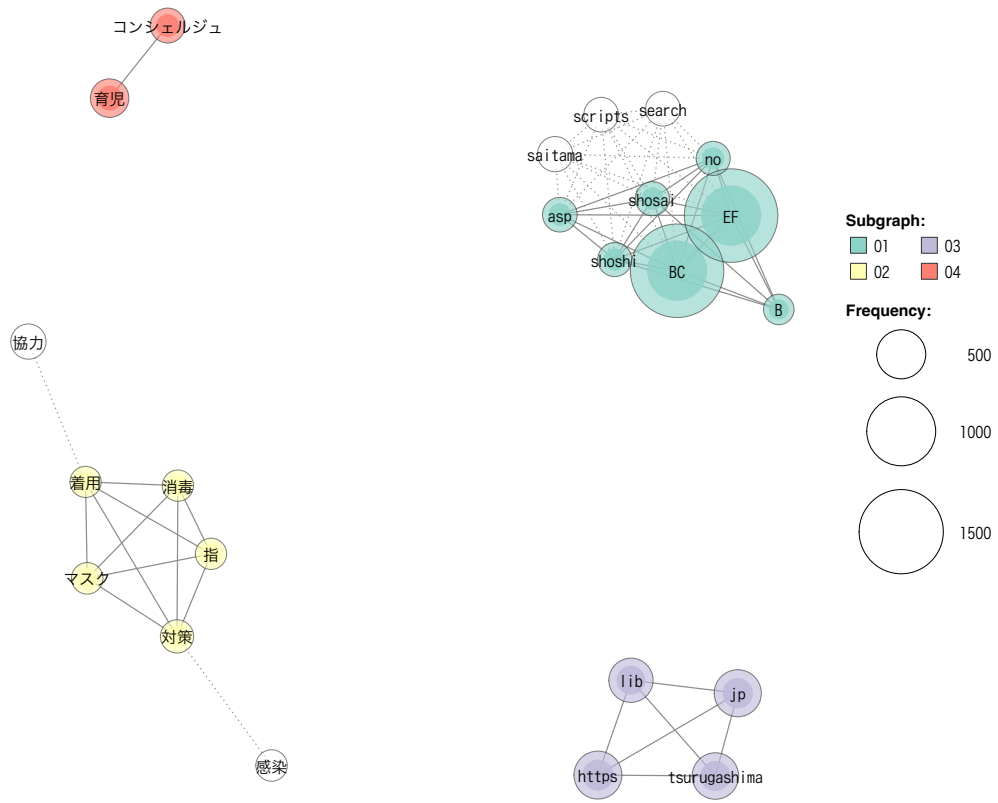 コンシェルジュ
育児
search
scripts
saitama
no
shosai
asp
EF
shoshi
BC
B
Subgraph:
01 03
02 04
Frequency:
500
1000
1500
協力
着用
消毒
指
マスク
対策
感染
lib
jp
https
tsurugashima